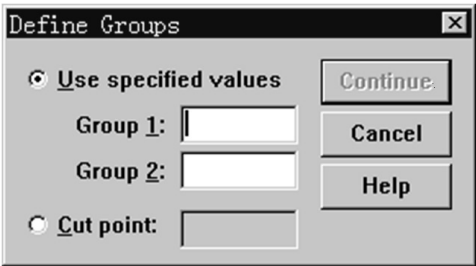 Define Groups
Use specified values
Group 1:
Group 2:
Cut point:
Continue
Cancel
Help